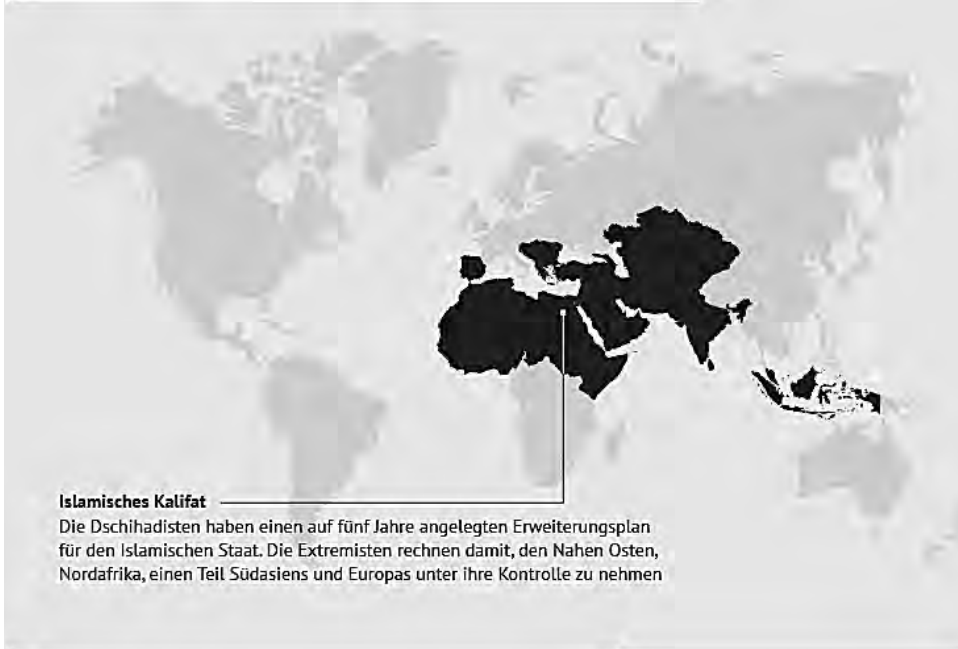 Islamisches Kalifat
Die Dschihadisten haben einen auf fünf Jahre angelegten Erweiterungsplan
für den Islamischen Staat. Die Extremisten rechnen damit, den Nahen Osten,
Nordafrika, einen Teil Südasiens und Europas unter ihre Kontrolle zu nehmen